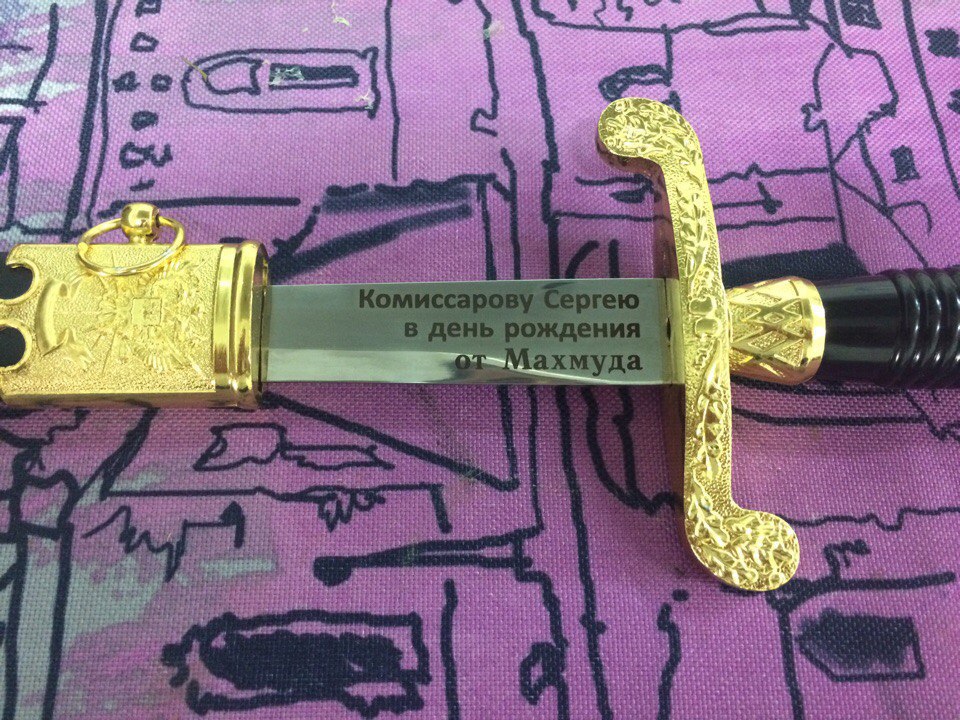 Комиссарову Сергею
в день рождения
от Махмуда